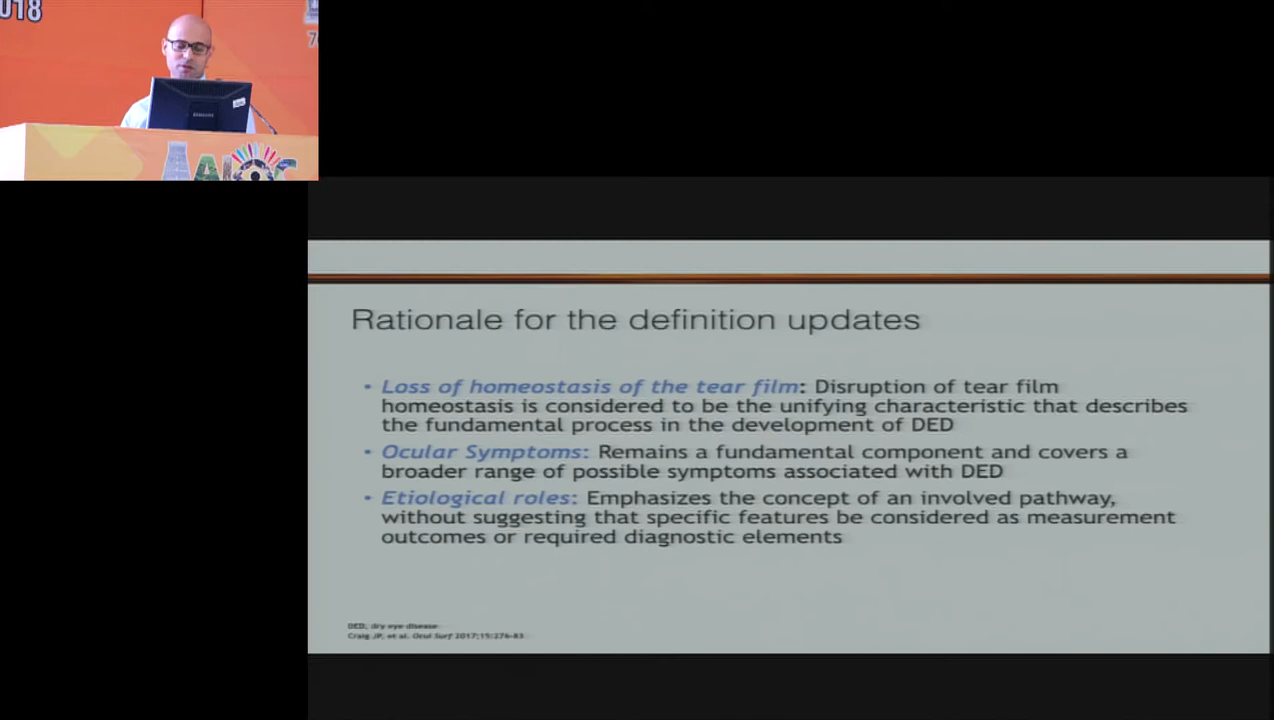 018
7
SAMSUNG
AIOC
Rationale for the definition updates
• Loss of homeostasis of the tear film: Disruption of tear film
homeostasis is considered to be the unifying characteristic that describes
the fundamental process in the development of DED
• Ocular Symptoms: Remains a fundamental component and covers a
broader range of possible symptoms associated with DED
• Etiological roles: Emphasizes the concept of an involved pathway,
without suggesting that specific features be considered as measurement
outcomes or required diagnostic elements
DED; dry eye disease
Craig JP, et al. Ocul Surf 2017;15:276-83